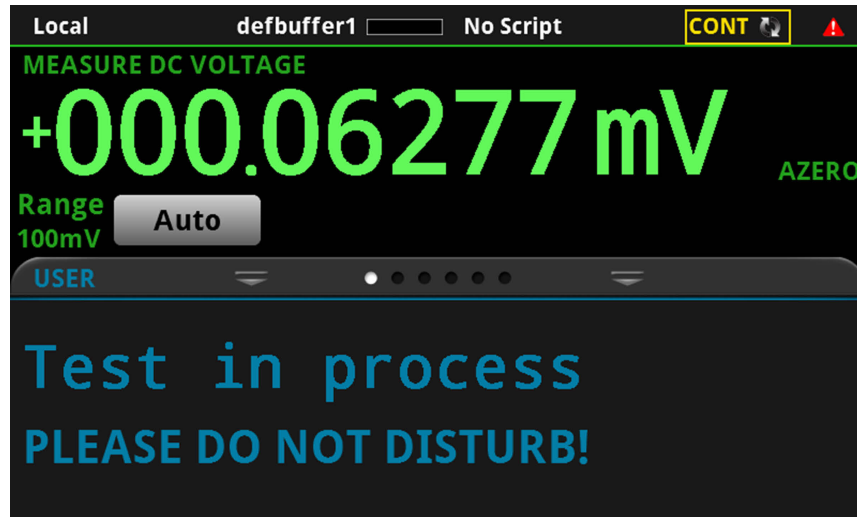 Local defbuffer1 No Script CONT
MEASURE DC VOLTAGE
+000.06277 mV
AZERO
Range Auto
100mV
USER
Test in process
PLEASE DO NOT DISTURB!